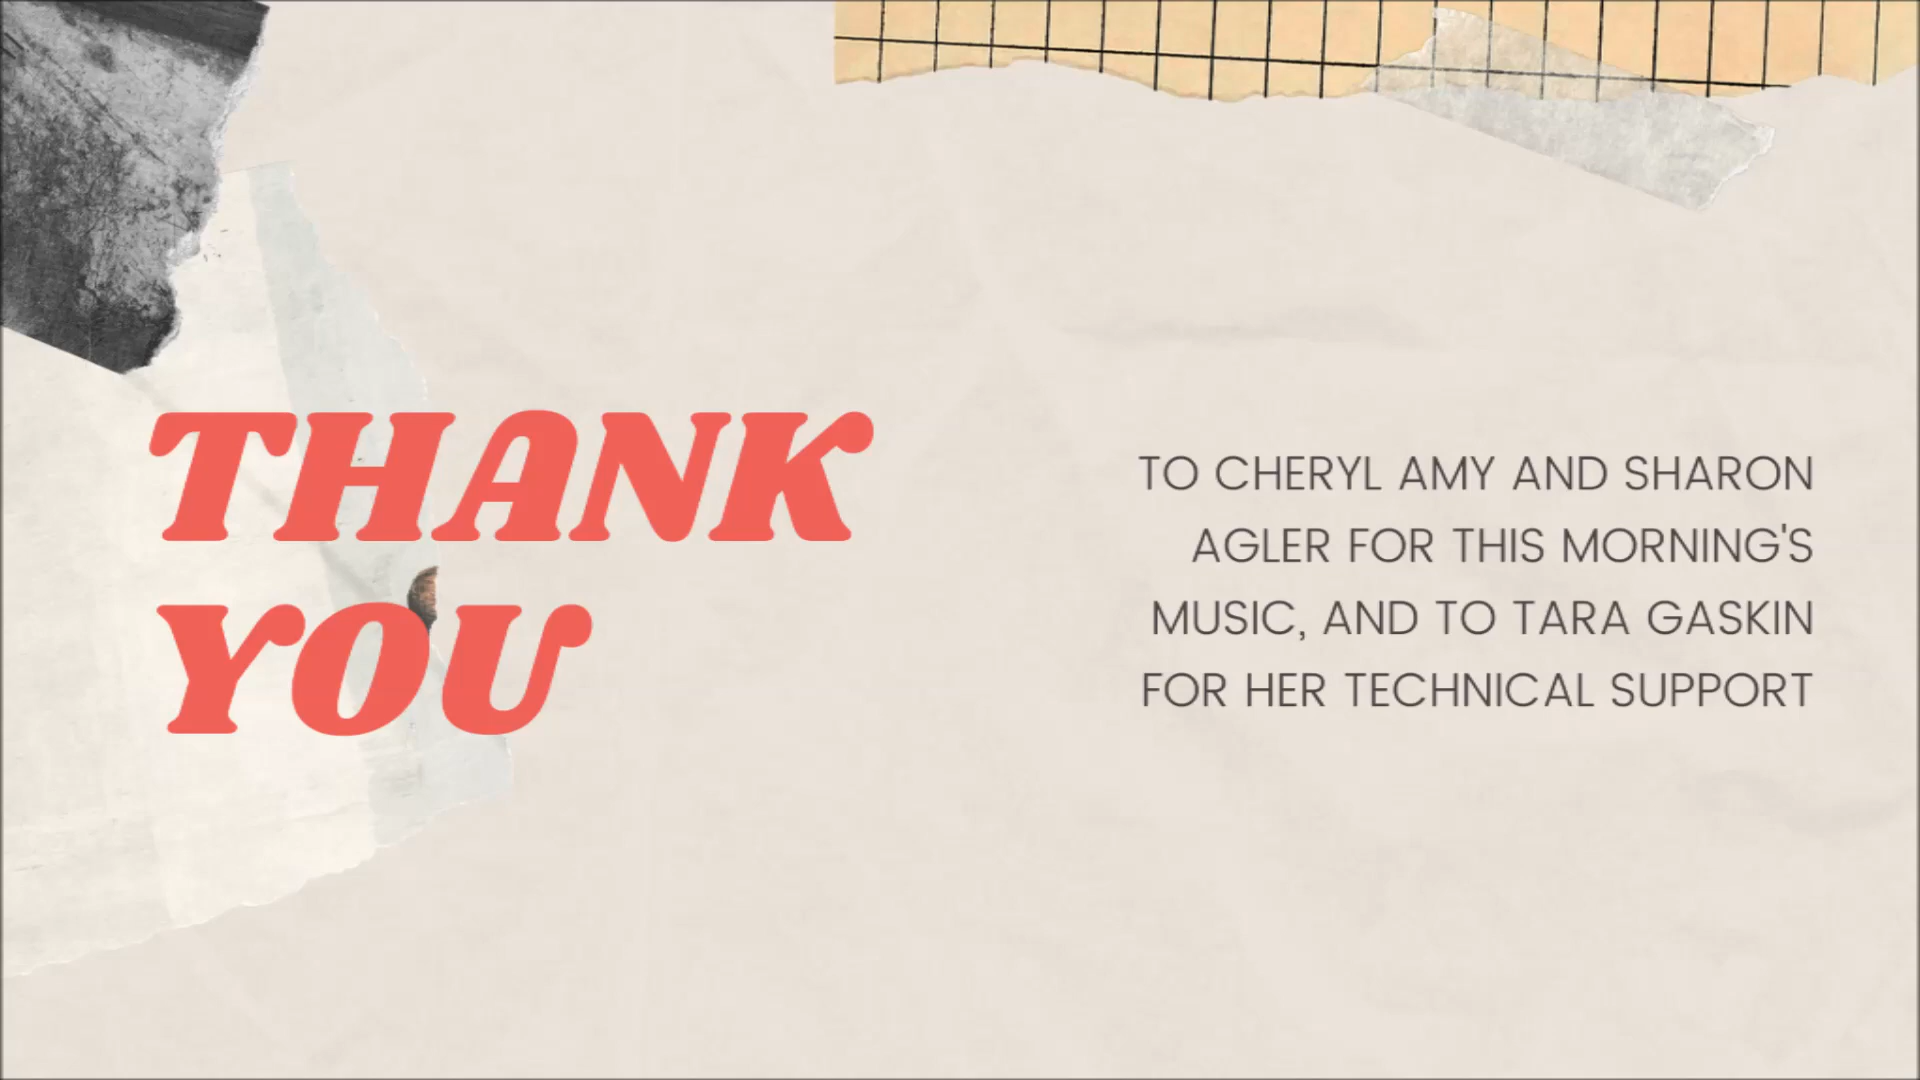 THANK
YOU
TO CHERYL AMY AND SHARON
AGLER FOR THIS MORNING'S
MUSIC, AND TO TARA GASKIN
FOR HER TECHNICAL SUPPORT